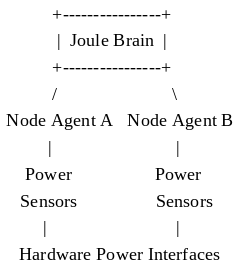 +----------------+
| Joule Brain |
+----------------+
/ \
Node Agent A Node Agent B
| |
Power Power
Sensors Sensors
| |
Hardware Power Interfaces